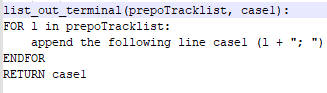 list_out_terminal(prepoTracklist, case1):
FOR l in prepoTracklist:
    append the following line case1 (l + "; ")
ENDFOR
RETURN case1